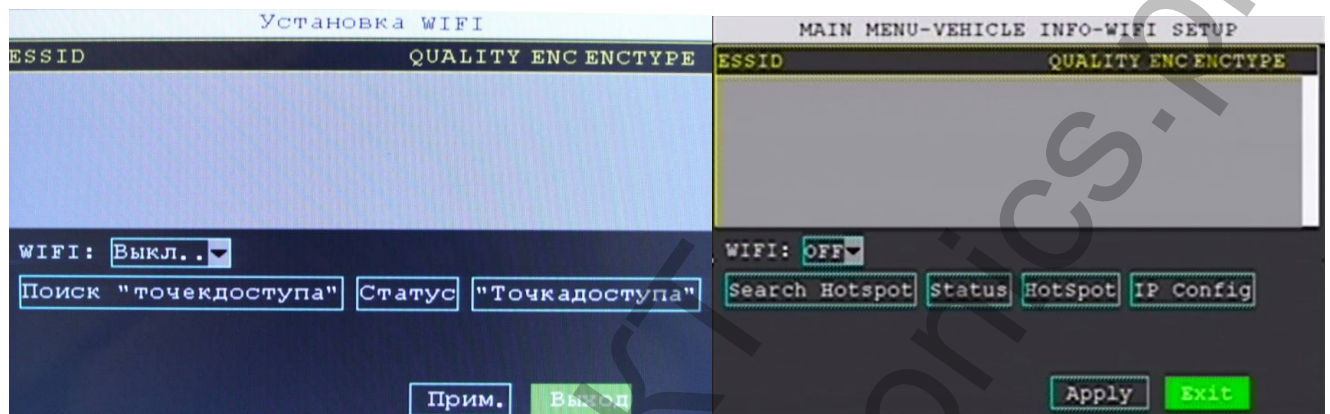 Установка WIFI
ESSID QUALITY ENC ENCTYPE
WIFI: Выкл..
Поиск "точекдоступа" Статус "Точкадоступа"
Прим. Выход
MAIN MENU-VEHICLE INFO-WIFI SETUP
ESSID QUALITY ENC ENCTYPE
WIFI: OFF
Search Hotspot Status HotSpot IP Config
Apply Exit